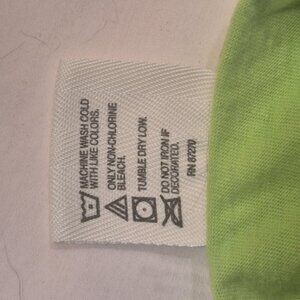 MACHINE WASH COLD
WITH LIKE COLORS.
ONLY NON-CHLORINE
BLEACH.
TUMBLE DRY LOW.
DO NOT IRON IF
DECORATED.
RN 87270